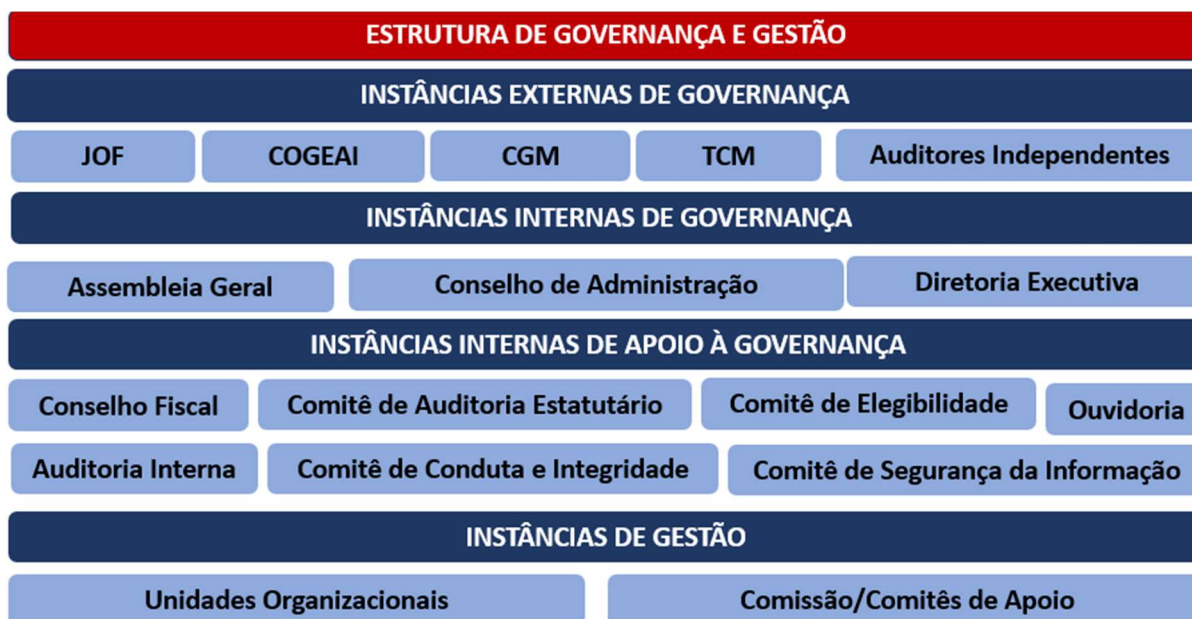 ESTRUTURA DE GOVERNANÇA E GESTÃO
INSTÂNCIAS EXTERNAS DE GOVERNANÇA
JOF COGEAI CGM TCM Auditores Independentes
INSTÂNCIAS INTERNAS DE GOVERNANÇA
Assembleia Geral Conselho de Administração Diretoria Executiva
INSTÂNCIAS INTERNAS DE APOIO À GOVERNANÇA
Conselho Fiscal Comitê de Auditoria Estatutário Comitê de Elegibilidade Ouvidoria
Auditoria Interna Comitê de Conduta e Integridade Comitê de Segurança da Informação
INSTÂNCIAS DE GESTÃO
Unidades Organizacionais Comissão/Comitês de Apoio